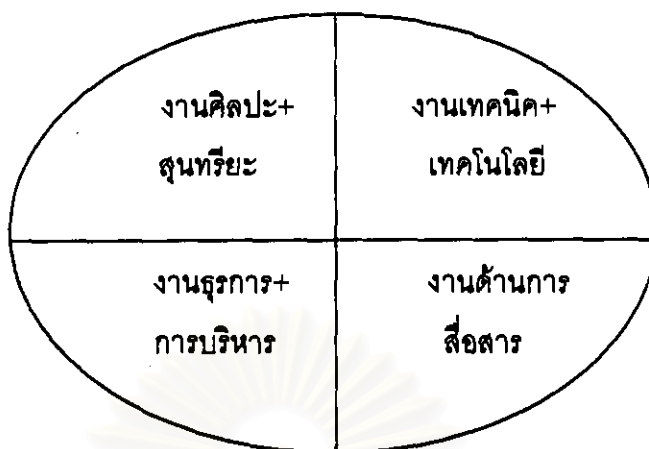 งานศิลปะ+
สุนทรียะ
งานเทคนิค+
เทคโนโลยี
งานธุรการ+
การบริหาร
งานด้านการ
สื่อสาร